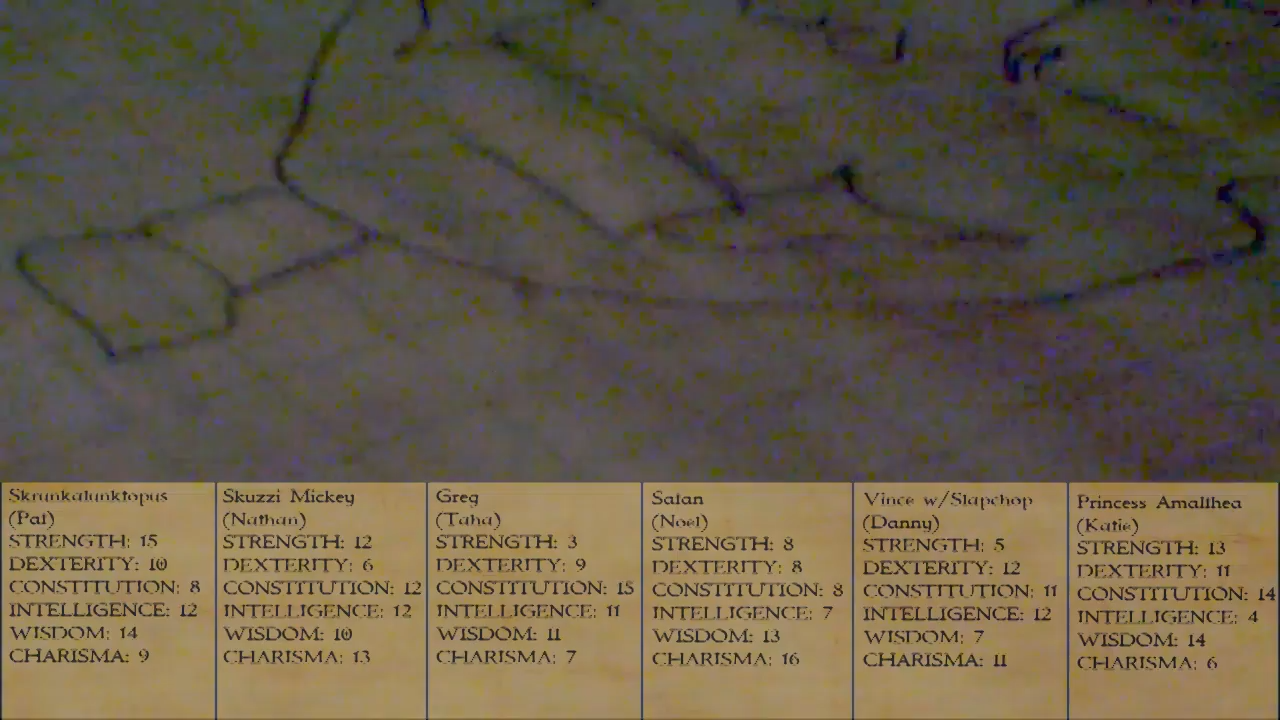 Skrunkalunktopus
(Pat)
STRENGTH: 15
DEXTERITY: 10
CONSTITUTION: 8
INTELLIGENCE: 12
WISDOM: 14
CHARISMA: 9
Skuzzi Mickey
(Nathan)
STRENGTH: 12
DEXTERITY: 6
CONSTITUTION: 12
INTELLIGENCE: 12
WISDOM: 10
CHARISMA: 13
Greg
(Taha)
STRENGTH: 3
DEXTERITY: 9
CONSTITUTION: 15
INTELLIGENCE: 11
WISDOM: 11
CHARISMA: 7
Satan
(Noel)
STRENGTH: 8
DEXTERITY: 8
CONSTITUTION: 8
INTELLIGENCE: 7
WISDOM: 13
CHARISMA: 16
Vince w/Slapchop
(Danny)
STRENGTH: 5
DEXTERITY: 12
CONSTITUTION: 11
INTELLIGENCE: 12
WISDOM: 7
CHARISMA: 11
Princess Amalthea
(Katie)
STRENGTH: 13
DEXTERITY: 11
CONSTITUTION: 14
INTELLIGENCE: 4
WISDOM: 14
CHARISMA: 6